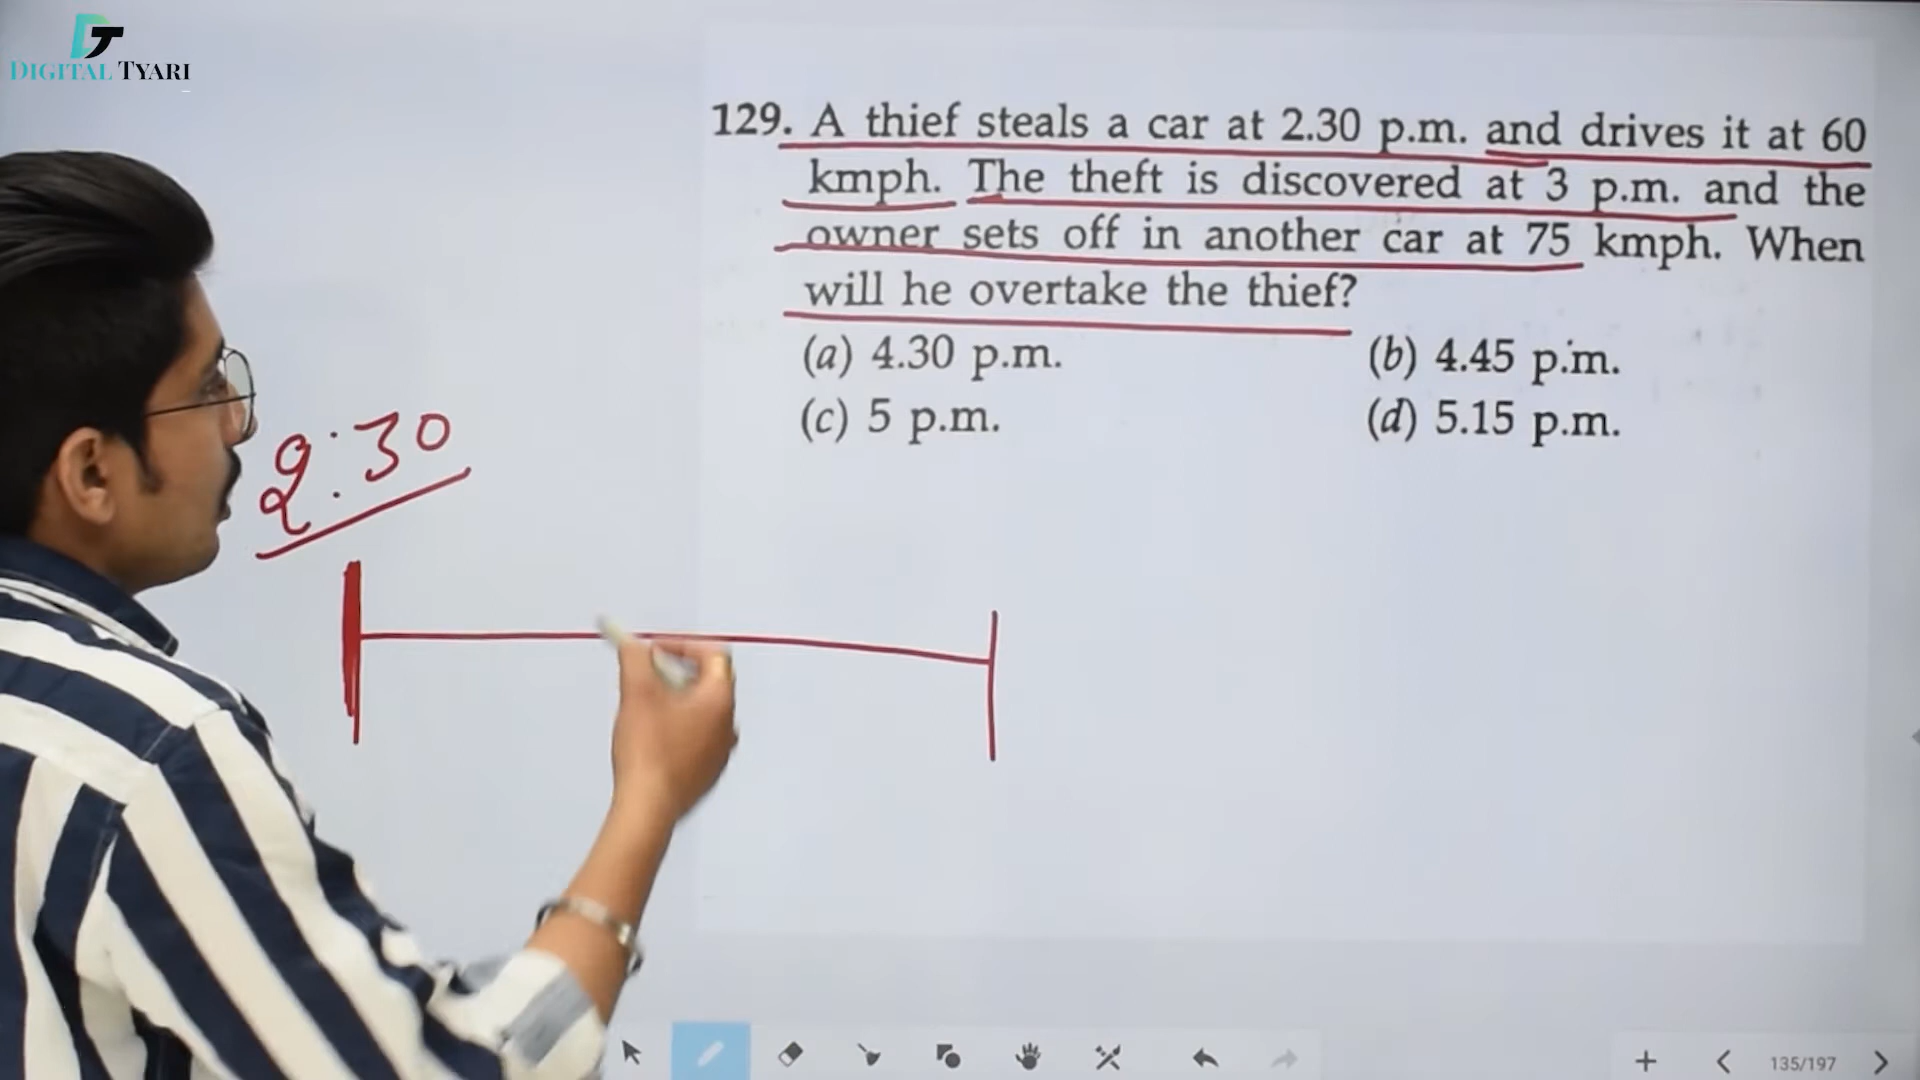 DIGITAL TYARI
129. A thief steals a car at 2.30 p.m. and drives it at 60
kmph. The theft is discovered at 3 p.m. and the
owner sets off in another car at 75 kmph. When
will he overtake the thief?
(a) 4.30 p.m. (b) 4.45 p.m.
(c) 5 p.m. (d) 5.15 p.m.
2:30
135/197